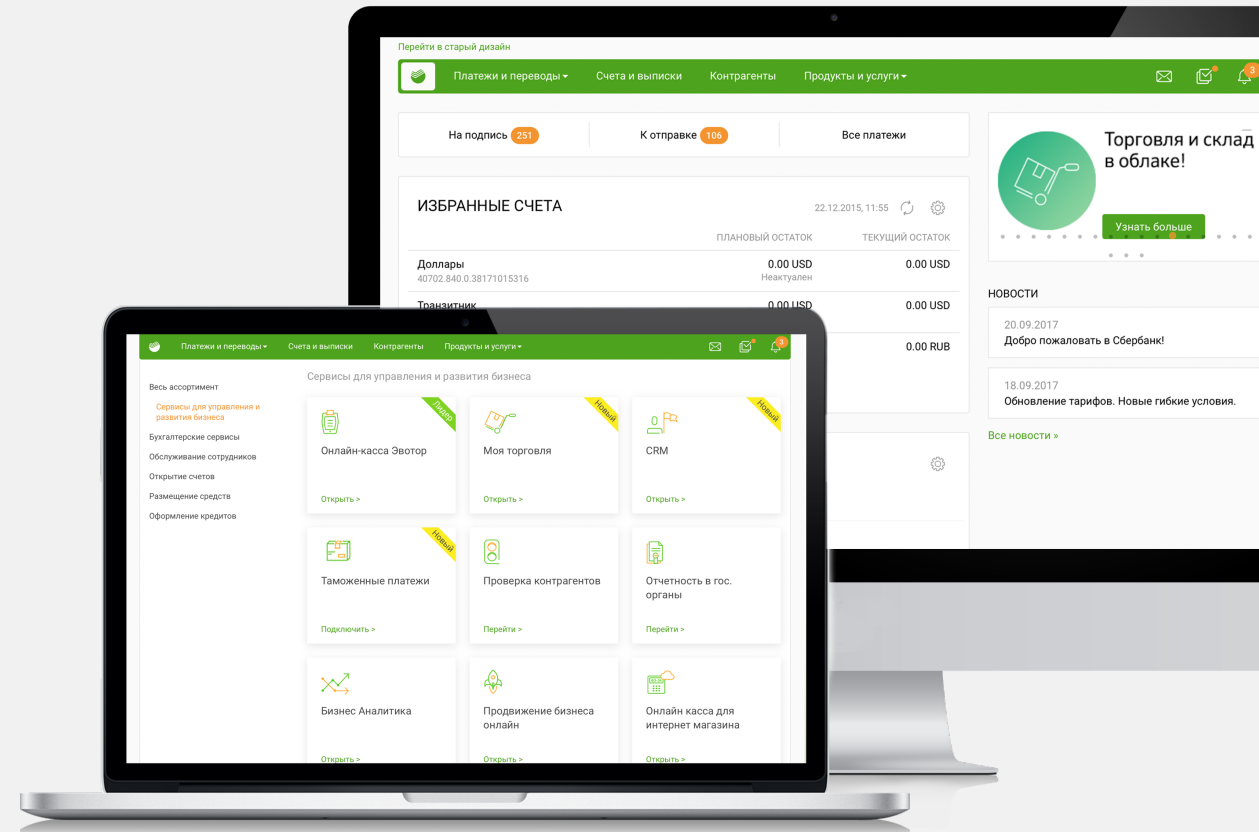 Перейти в старый дизайн
Платежи и переводы
Счета и выписки
Контрагенты
Продукты и услуги
3
На подпись 251
К отправке 106
Все платежи
Торговля и склад
в облаке!
Узнать больше
ИЗБРАННЫЕ СЧЕТА
22.12.2015, 11:55
ПЛАНОВЫЙ ОСТАТОК
ТЕКУЩИЙ ОСТАТОК
Доллары
0.00 USD
0.00 USD
40702.840.0.38171015316
Неактуален
Транзитник
0.00 USD
0.00 USD
0.00 RUB
НОВОСТИ
20.09.2017
Добро пожаловать в Сбербанк!
18.09.2017
Обновление тарифов. Новые гибкие условия.
Все новости »
Платежи и переводы
Счета и выписки
Контрагенты
Продукты и услуги
3
Весь ассортимент
Сервисы для управления и
развития бизнеса
Бухгалтерские сервисы
Обслуживание сотрудников
Открытие счетов
Размещение средств
Оформление кредитов
Сервисы для управления и развития бизнеса
Лидер
Онлайн-касса Эвотор
Открыть >
Новый
Моя торговля
Открыть >
Новый
CRM
Открыть >
Новый
Таможенные платежи
Подключить >
Проверка контрагентов
Перейти >
Отчетность в гос.
органы
Перейти >
Бизнес Аналитика
Открыть >
Продвижение бизнеса
онлайн
Открыть >
Онлайн касса для
интернет магазина
Открыть >